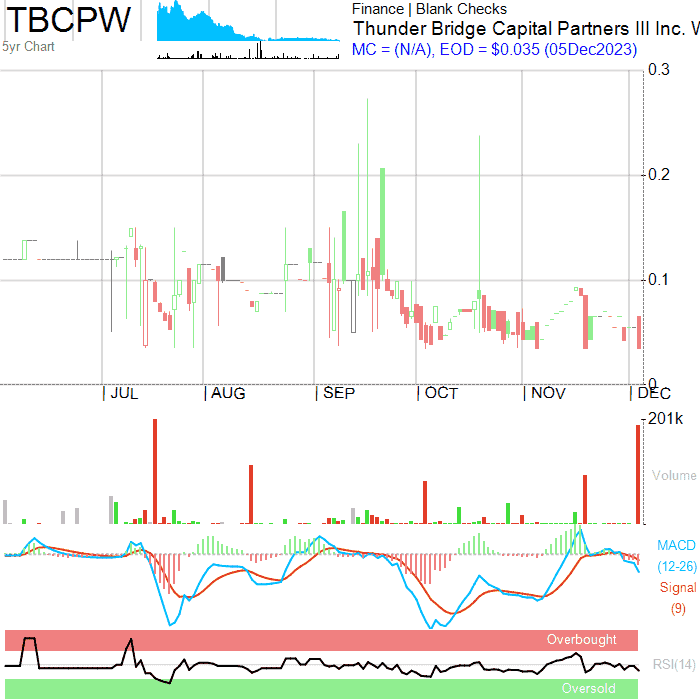 TBCPW
5yr Chart
Finance | Blank Checks
Thunder Bridge Capital Partners III Inc. W
MC = (N/A), EOD = $0.035 (05Dec2023)
0.3
0.2
0.1
0
JUL AUG SEP OCT NOV DEC
201k
Volume
MACD
(12-26)
Signal
(9)
Overbought
RSI(14)
Oversold